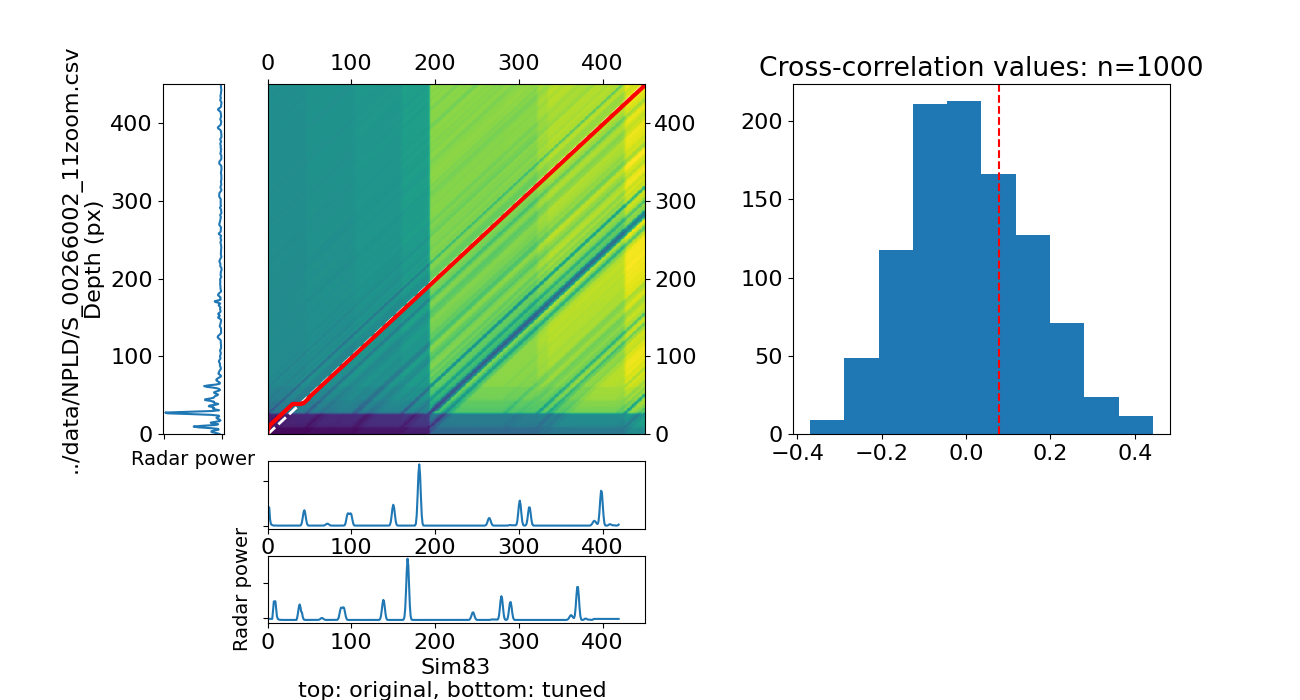 ../data/NPLD/S_00266002_11zoom.csv
Depth (px)
0 100 200 300 400
400
300
200
100
0
400
300
200
100
0
Radar power
0 100 200 300 400
Radar power
0 100 200 300 400
Sim83
top: original, bottom: tuned
Cross-correlation values: n=1000
200
150
100
50
0
−0.4 −0.2 0.0 0.2 0.4